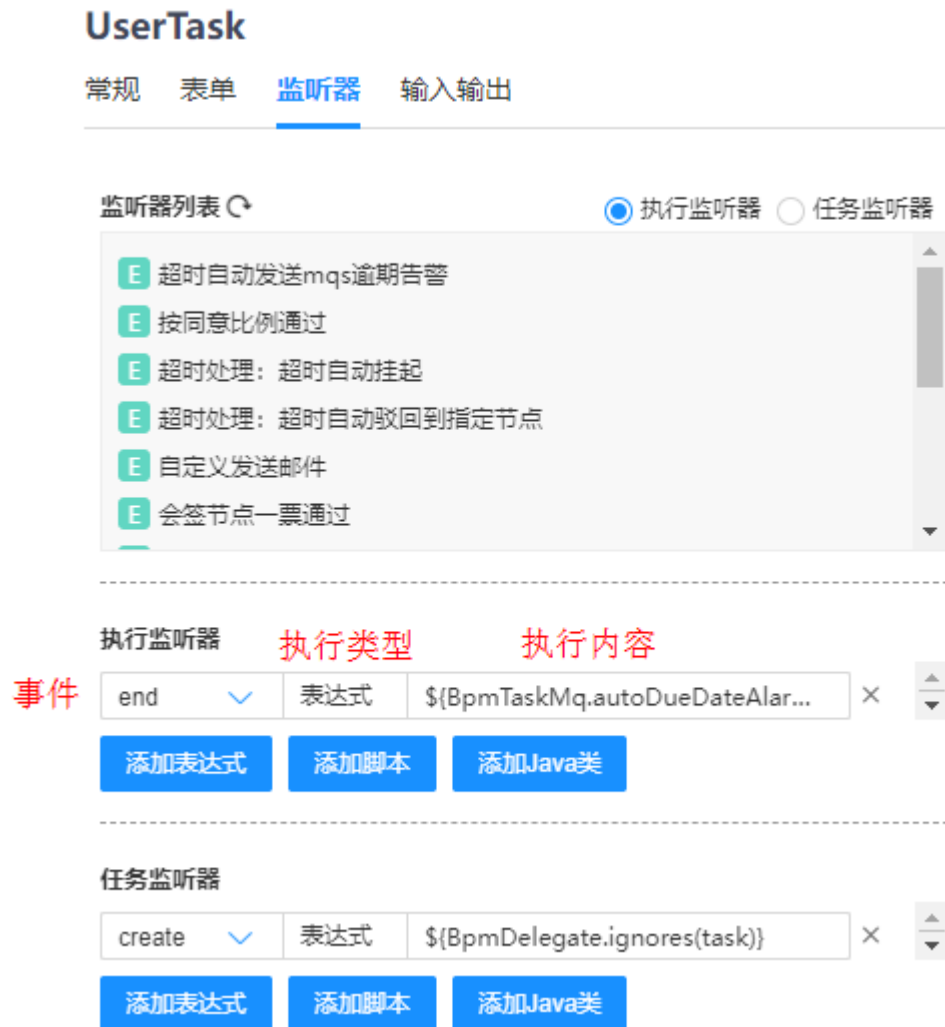 UserTask
常规 表单 监听器 输入输出
监听器列表 执行监听器 任务监听器
E 超时自动发送mqs逾期告警
E 按同意比例通过
E 超时处理：超时自动挂起
E 超时处理：超时自动驳回到指定节点
E 自定义发送邮件
E 会签节点一票通过
执行监听器 执行类型 执行内容
事件 end 表达式 ${BpmTaskMq.autoDueDateAlar...
添加表达式 添加脚本 添加Java类
任务监听器
create 表达式 ${BpmDelegate.ignores(task)}
添加表达式 添加脚本 添加Java类